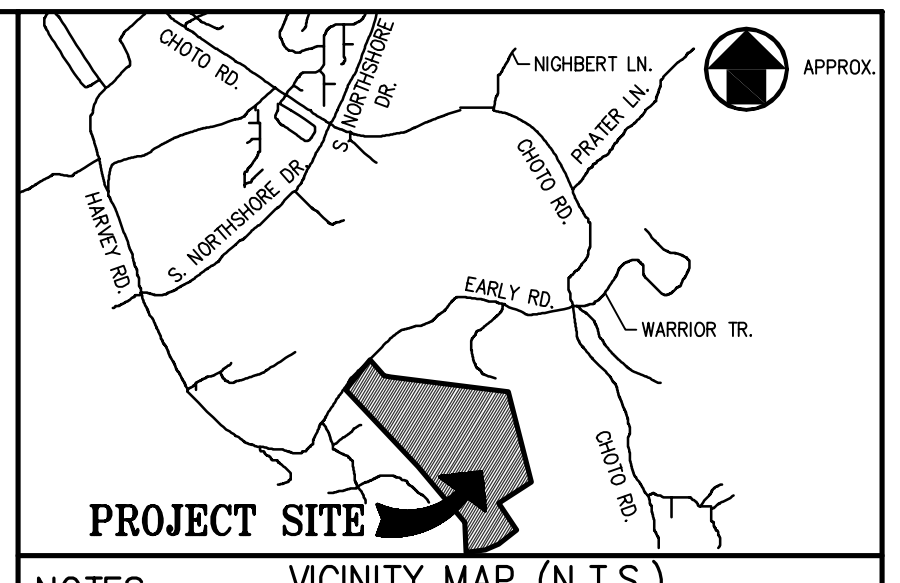 CHOTO RD.
S. NORTHSHORE
DR.
NIGHBERT LN.
APPROX.
PRATER LN.
CHOTO RD.
HARVEY RD.
S. NORTHSHORE DR.
EARLY RD.
WARRIOR TR.
CHOTO RD.
PROJECT SITE
NOTES
VICINITY MAP (N.T.S.)